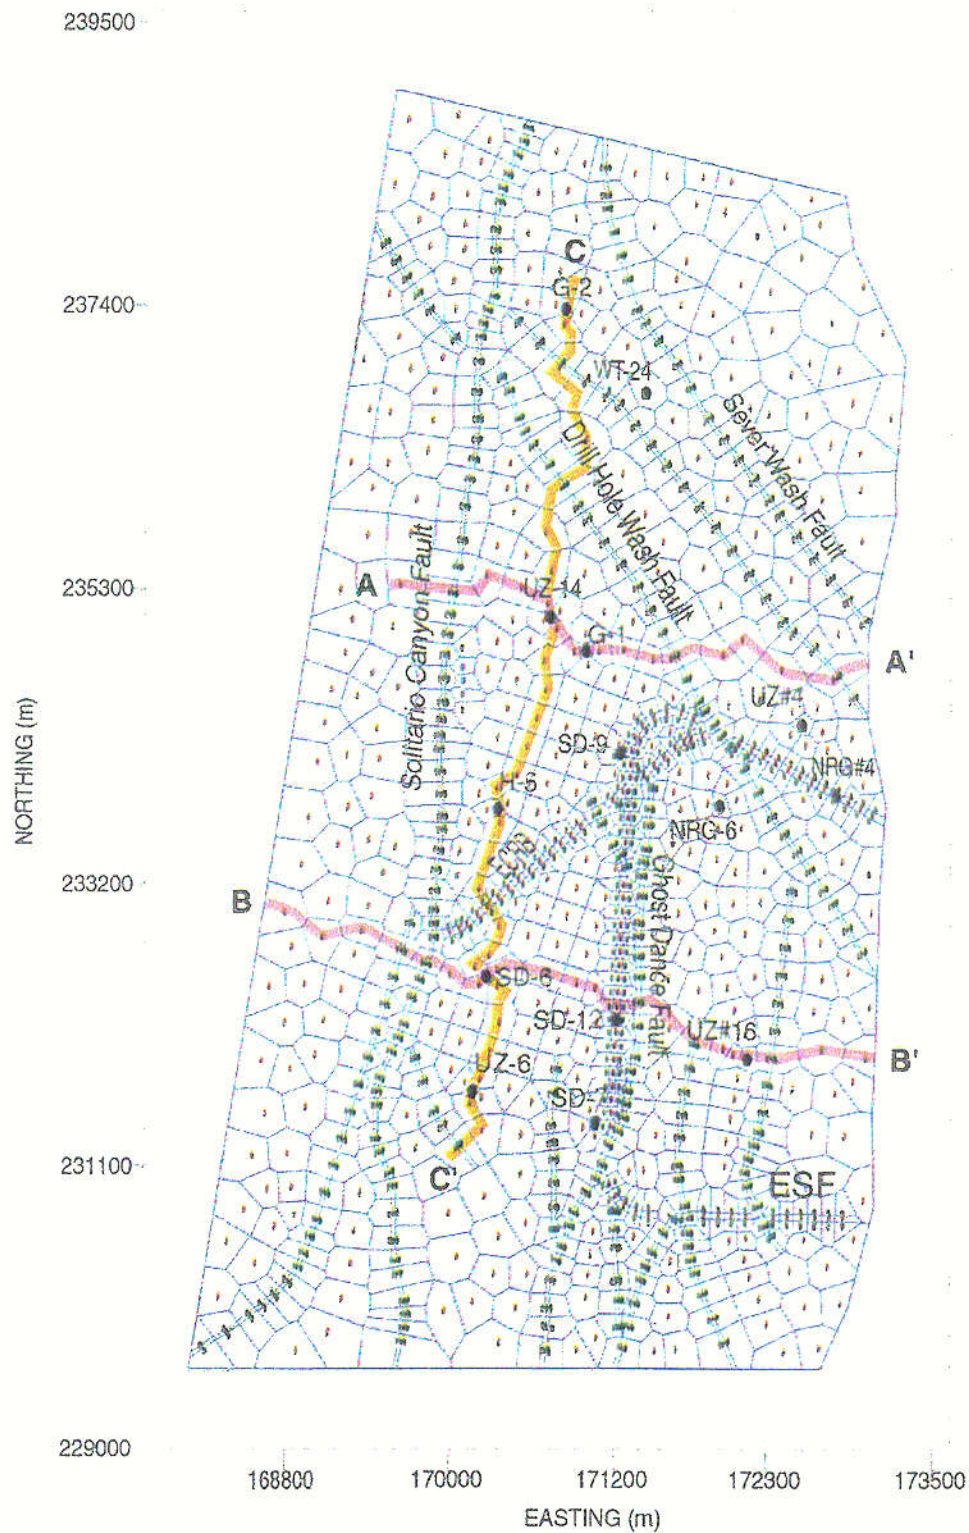 239500
C
G-2
237400
WT-24
Sever Wash Fault
Drill Hole Wash Fault
Solitario Canyon Fault
A
235300
UZ-14
G-1
A'
UZ#4
SD-9
NRG#4
H-5
NRG-6
NORTHING (m)
233200
Ghost Dance Fault
B
SD-6
SD-12
UZ#16
B'
UZ-6
SD-
231100
C'
ESF
229000
168800
170000
171200
172300
173500
EASTING (m)